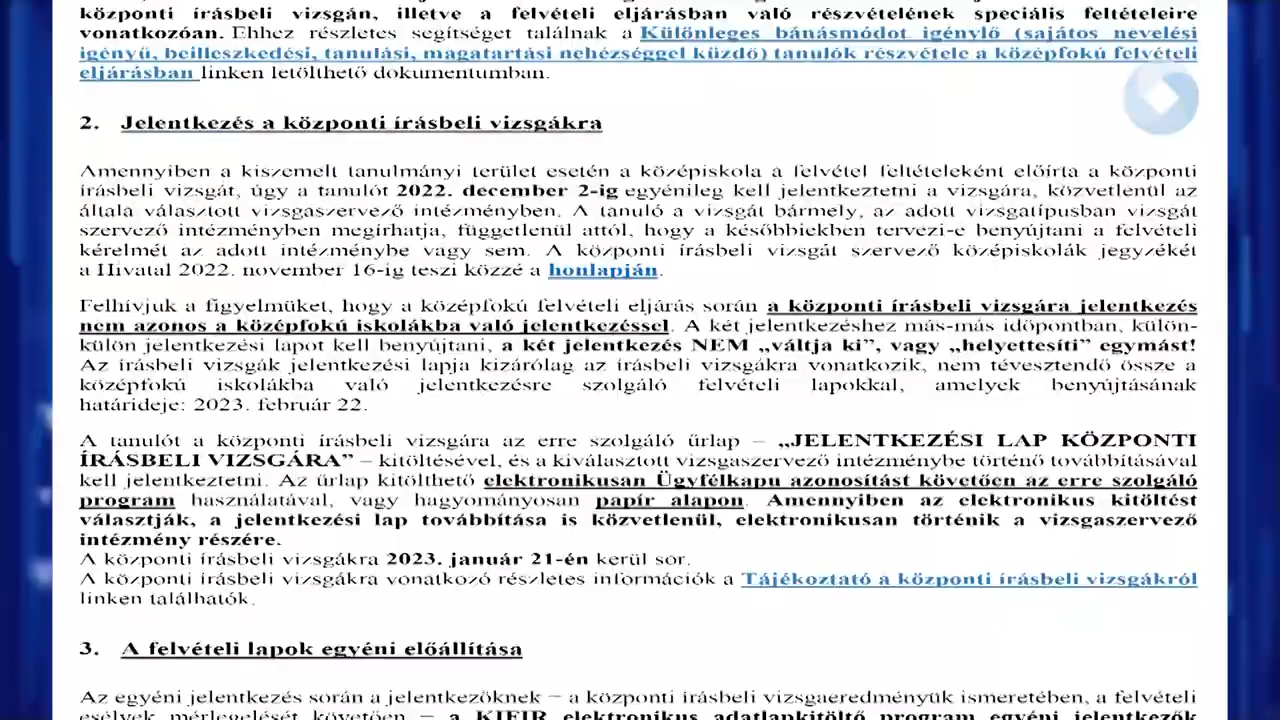 központi írásbeli vizsgán, illetve a felvételi eljárásban való részvételének speciális feltételeire
vonatkozóan. Ehhez részletes segítséget találnak a Különleges bánásmódot igénylő (sajátos nevelési
igényű, beilleszkedési, tanulási, magatartási nehézséggel küzdő) tanulók részvétele a középfokú felvételi
eljárásban linken letölthető dokumentumban.
2. Jelentkezés a központi írásbeli vizsgákra
Amennyiben a kiszemelt tanulmányi terület esetén a középiskola a felvétel feltételeként előírta a központi
írásbeli vizsgát, úgy a tanulót 2022. december 2-ig egyénileg kell jelentkeztetni a vizsgára, közvetlenül az
általa választott vizsgaszervező intézményben. A tanuló a vizsgát bármely, az adott vizsgatípusban vizsgát
szervező intézményben megírhatja, függetlenül attól, hogy a későbbiekben tervezi-e benyújtani a felvételi
kérelmét az adott intézménybe vagy sem. A központi írásbeli vizsgát szervező középiskolák jegyzékét
a Hivatal 2022. november 16-ig teszi közzé a honlapján.
Felhívjuk a figyelmüket, hogy a középfokú felvételi eljárás során a központi írásbeli vizsgára jelentkezés
nem azonos a középfokú iskolákba való jelentkezéssel. A két jelentkezéshez más-más időpontban, külön-
külön jelentkezési lapot kell benyújtani, a két jelentkezés NEM „váltja ki”, vagy „helyettesíti” egymást!
Az írásbeli vizsgák jelentkezési lapja kizárólag az írásbeli vizsgákra vonatkozik, nem tévesztendő össze a
középfokú iskolákba való jelentkezésre szolgáló felvételi lapokkal, amelyek benyújtásának
határideje: 2023. február 22.
A tanulót a központi írásbeli vizsgára az erre szolgáló űrlap – „JELENTKEZÉSI LAP KÖZPONTI
ÍRÁSBELI VIZSGÁRA” – kitöltésével, és a kiválasztott vizsgaszervező intézménybe történő továbbításával
kell jelentkeztetni. Az űrlap kitölthető elektronikusan Ügyfélkapu azonosítást követően az erre szolgáló
program használatával, vagy hagyományosan papír alapon. Amennyiben az elektronikus kitöltést
választják, a jelentkezési lap továbbítása is közvetlenül, elektronikusan történik a vizsgaszervező
intézmény részére.
A központi írásbeli vizsgákra 2023. január 21-én kerül sor.
A központi írásbeli vizsgákra vonatkozó részletes információk a Tájékoztató a központi írásbeli vizsgákról
linken találhatók.
3. A felvételi lapok egyéni előállítása
Az egyéni jelentkezés során a jelentkezőknek – a központi írásbeli vizsgaeredményük ismeretében, a felvételi
esélyek mérlegelését követően – a KIFIR elektronikus adatlapkitöltő program egyéni jelentkezők